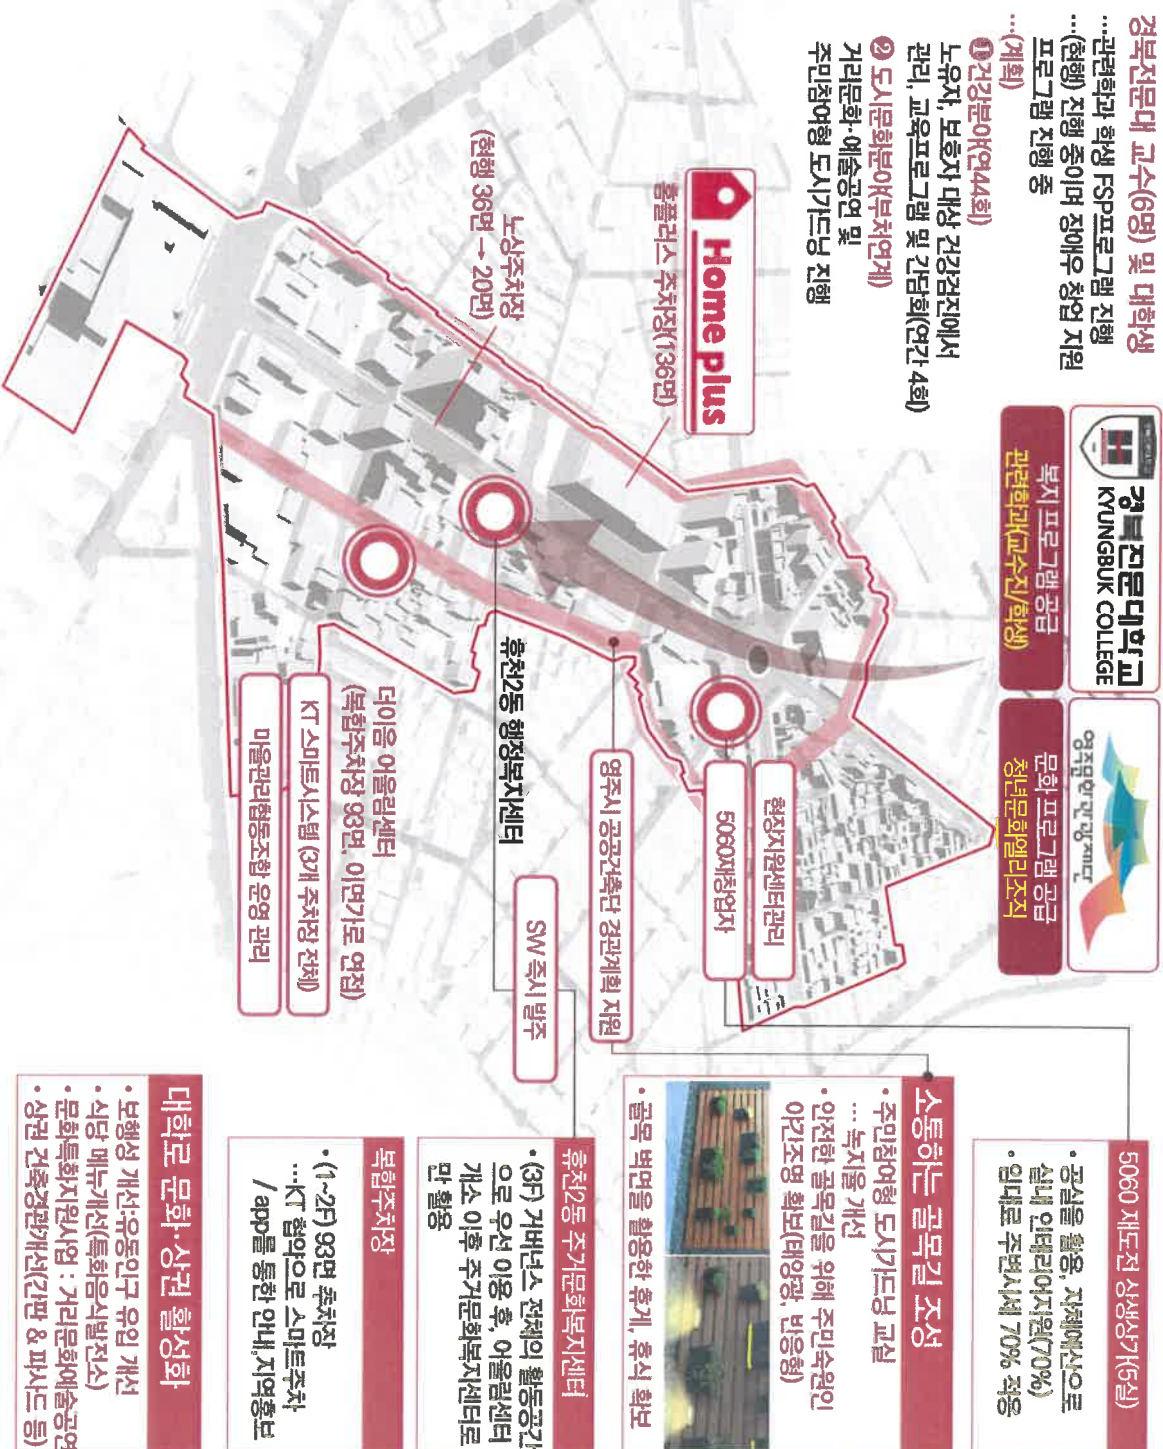 경북전문대 교수(6명) 및 대학생
…관련학과 학생 FSP프로그램 진행
…(현행) 진행 중이며 장애우 창업 지원
프로그램 진행 중
…(계획)
❶건강분야(연44회)
노유자, 보호자 대상 건강검진에서
관리, 교육프로그램 및 간담회(연간 4회)
❷ 도시문화분야(부처연계)
거리문화·예술공연 및
주민참여형 도시가드닝 진행
경북전문대학교
KYUNGBUK COLLEGE
복지프로그램 공급
관련학과(교수진/학생)
영주문화관광재단
문화 프로그램 공급
청년문화엘리조직
Home plus
홈플러스 주차장(136면)
노상주차장
(현행 36면 → 20면)
현장지원센터관리
5060재창업자
영주시 공공건축단 경관계획 지원
휴천2동 행정복지센터
SW 즉시 발주
더이음 어울림센터
(복합주차장 93면, 이면가로 연접)
KT 스마트시스템 (3개 주차장 전체)
마을관리협동조합 운영 관리
5060 재도전 상생상가(5실)
• 공실을 활용, 자체예산으로
실내 인테리어지원(70%)
• 임대료 주변시세 70% 적용
소통하는 골목길 조성
• 주민참여형 도시가드닝 교실
… 녹지율 개선
• 안전한 골목길을 위해 주민숙원인
야간조명 확보(태양광, 반응형)
• 골목 벽면을 활용한 휴게, 휴식 확보
휴천2동 주거문화복지센터
• (3F) 거버넌스 전체의 활동공간
으로 우선 이용 후, 어울림센터
개소 이후 주거문화복지센터로
만 활용
복합주차장
• (1~2F) 93면 주차장
…KT 협약으로 스마트주차
/ app를 통한 안내,지역홍보
대학로 문화·상권 활성화
• 보행성 개선·유동인구 유입 개선
• 식당 메뉴개선(특화음식발전소)
• 문화특화지원사업 : 거리문화예술공연
• 상권 건축경관개선(간판 & 파사드 등)